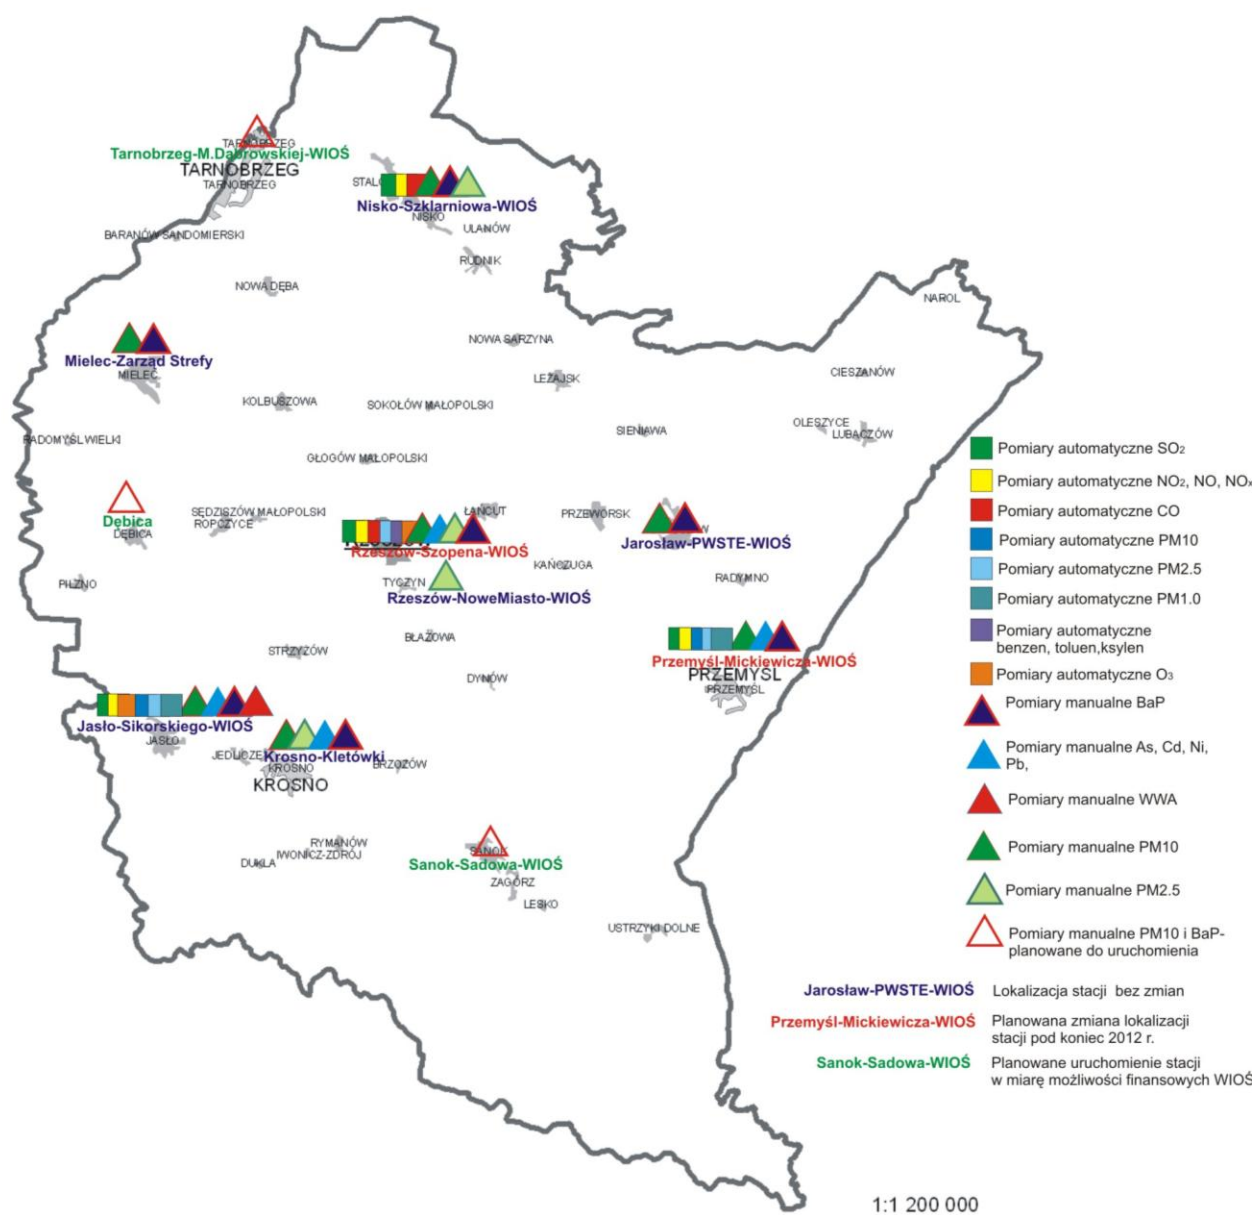 TARNOBRZEG
Tarnobrzeg-M.Dąbrowskiej-WIOŚ
TARNOBRZEG
TARNOBRZEG
Nisko-Szklarniowa-WIOŚ
NISKO
ULANÓW
BARANÓW SANDOMIERSKI
RUDNIK
NOWA DĘBA
NAROL
NOWA SARZYNA
Mielec-Zarząd Strefy
MIELEC
LEŻAJSK
CIESZANÓW
KOLBUSZOWA
SOKOŁÓW MAŁOPOLSKI
OLESZYCE
LUBACZÓW
SIENIAWA
RADOMYŚL WIELKI
GŁOGÓW MAŁOPOLSKI
Dębica
DĘBICA
SĘDZISZÓW MAŁOPOLSKI
ROPCZYCE
ŁAŃCUT
PRZEWORSK
Rzeszów-Szopena-WIOŚ
Jarosław-PWSTE-WIOŚ
KAŃCZUGA
RADYMNO
PILZNO
TYCZYN
Rzeszów-NoweMiasto-WIOŚ
BŁAŻOWA
STRZYŻÓW
Przemyśl-Mickiewicza-WIOŚ
PRZEMYŚL
PRZEMYŚL
DYNÓW
Jasło-Sikorskiego-WIOŚ
JASŁO
Krosno-Kletówki
KROSNO
KROSNO
BRZOZÓW
RYMANÓW
IWONICZ-ZDRÓJ
DUKLA
SANOK
Sanok-Sadowa-WIOŚ
ZAGÓRZ
LESKO
USTRZYKI DOLNE
Pomiary automatyczne SO2
Pomiary automatyczne NO2, NO, NOx
Pomiary automatyczne CO
Pomiary automatyczne PM10
Pomiary automatyczne PM2.5
Pomiary automatyczne PM1.0
Pomiary automatyczne
benzen, toluen,ksylen
Pomiary automatyczne O3
Pomiary manualne BaP
Pomiary manualne As, Cd, Ni,
Pb,
Pomiary manualne WWA
Pomiary manualne PM10
Pomiary manualne PM2.5
Pomiary manualne PM10 i BaP-
planowane do uruchomienia
Jarosław-PWSTE-WIOŚ Lokalizacja stacji bez zmian
Przemyśl-Mickiewicza-WIOŚ Planowana zmiana lokalizacji
stacji pod koniec 2012 r.
Sanok-Sadowa-WIOŚ Planowane uruchomienie stacji
w miarę możliwości finansowych WIOŚ
1:1 200 000